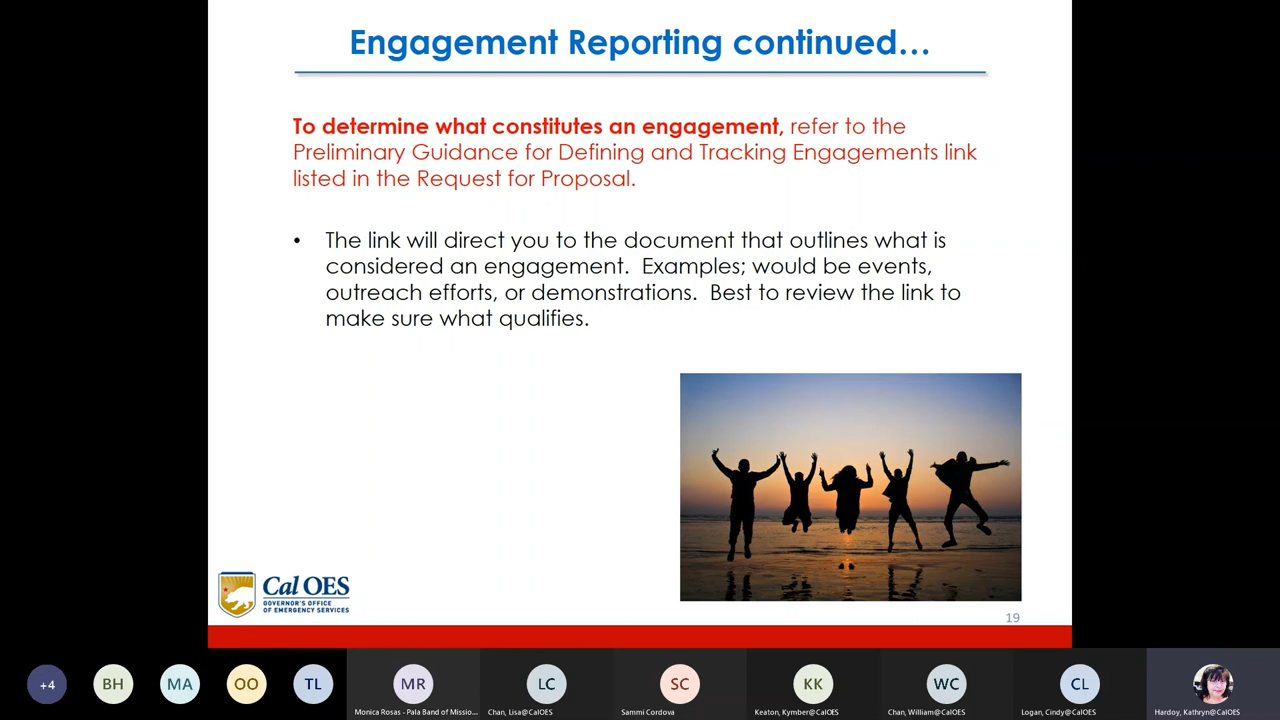 Engagement Reporting continued...
To determine what constitutes an engagement, refer to the
Preliminary Guidance for Defining and Tracking Engagements link
listed in the Request for Proposal.
• The link will direct you to the document that outlines what is
considered an engagement. Examples; would be events,
outreach efforts, or demonstrations. Best to review the link to
make sure what qualifies.
Cal OES
GOVERNOR'S OFFICE
OF EMERGENCY SERVICES
19
+4
BH
MA
OO
TL
MR
LC
SC
KK
WC
CL
Monica Rosas - Pala Band of Missio...
Chan, Lisa@CalOES
Sammi Cordova
Keaton, Kymber@CalOES
Chan, William@CalOES
Logan, Cindy@CalOES
Hardoy, Kathryn@CalOES